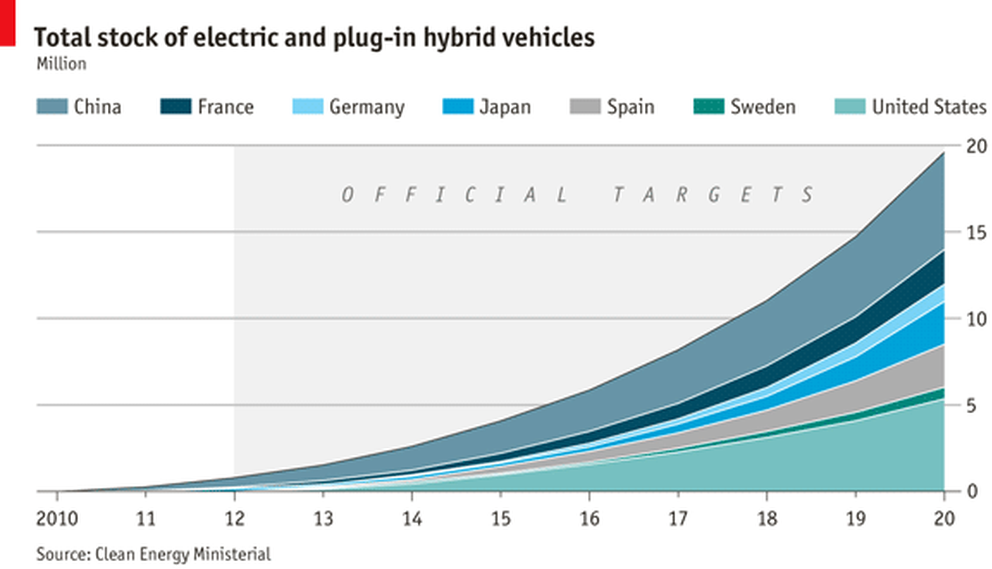 Total stock of electric and plug-in hybrid vehicles
Million
China France Germany Japan Spain Sweden United States
20
OFFICIAL TARGETS
15
10
5
0
2010 11 12 13 14 15 16 17 18 19 20
Source: Clean Energy Ministerial